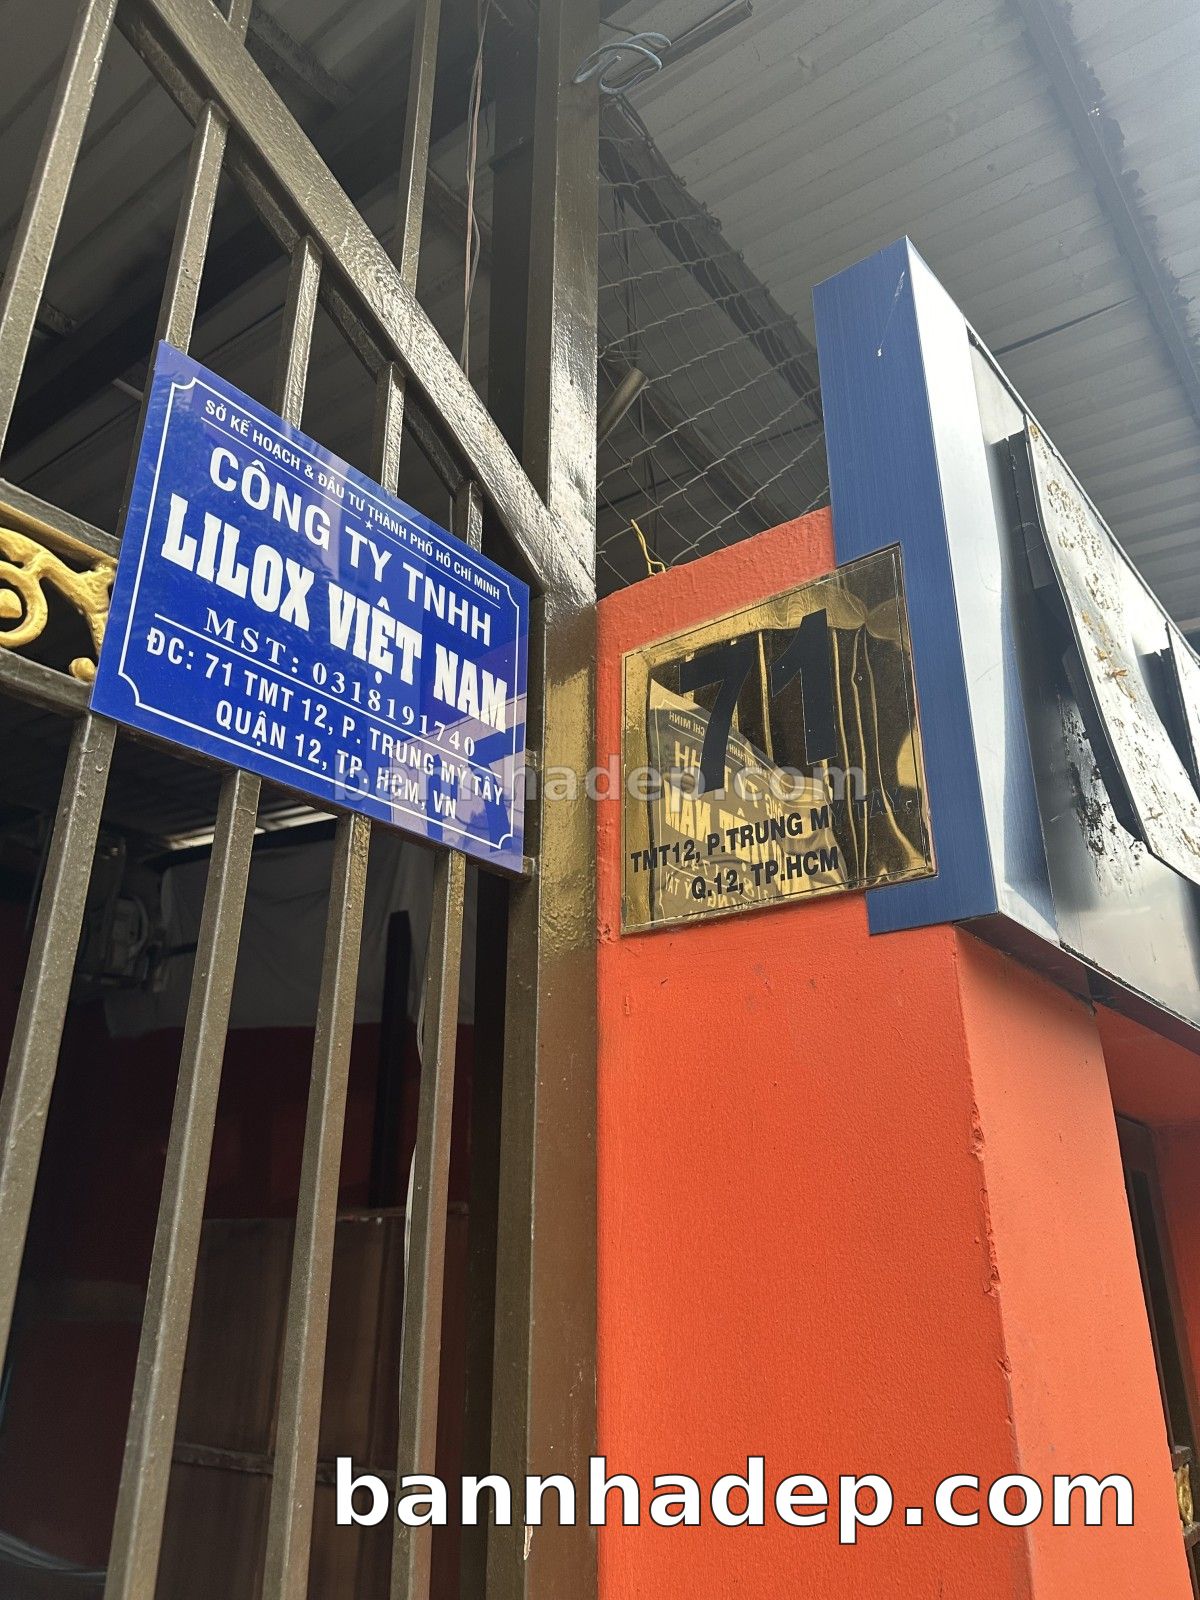 SỞ KẾ HOẠCH & ĐẦU TƯ THÀNH PHỐ HỒ CHÍ MINH
CÔNG TY TNHH
LILOX VIỆT NAM
MST: 0318191740
ĐC: 71 TMT 12, P. TRUNG MỸ TÂY
QUẬN 12, TP. HCM, VN
71
TMT12, P.TRUNG MỸ TÂY
Q.12, TP.HCM
bannhadep.com
bannhadep.com